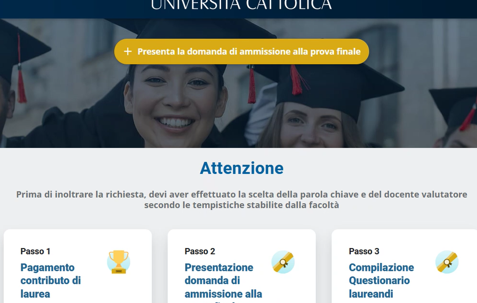 UNIVERSITÀ CATTOLICA
+ Presenta la domanda di ammissione alla prova finale
Attenzione
Prima di inoltrare la richiesta, devi aver effettuato la scelta della parola chiave e del docente valutatore
secondo le tempistiche stabilite dalla facoltà
Passo 1
Pagamento
contributo di
laurea
Passo 2
Presentazione
domanda di
ammissione alla
Passo 3
Compilazione
Questionario
laureandi